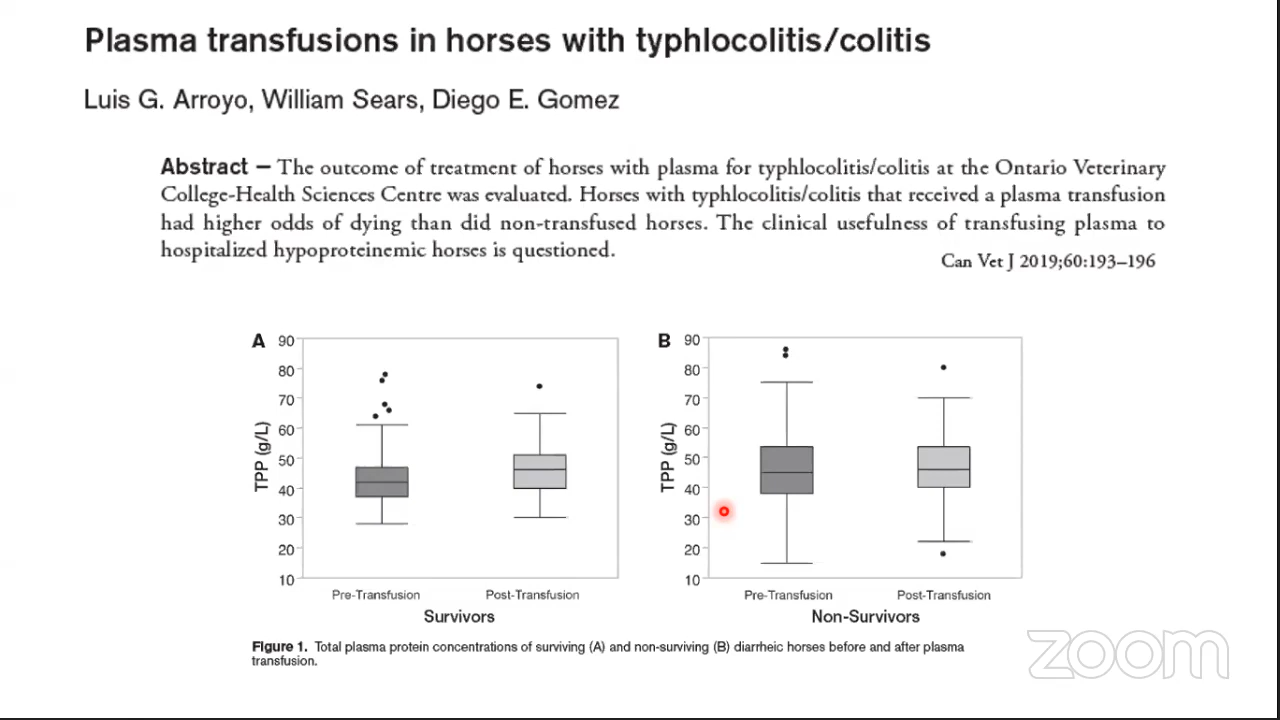 Plasma transfusions in horses with typhlocolitis/colitis
Luis G. Arroyo, William Sears, Diego E. Gomez
Abstract — The outcome of treatment of horses with plasma for typhlocolitis/colitis at the Ontario Veterinary
College-Health Sciences Centre was evaluated. Horses with typhlocolitis/colitis that received a plasma transfusion
had higher odds of dying than did non-transfused horses. The clinical usefulness of transfusing plasma to
hospitalized hypoproteinemic horses is questioned.
Can Vet J 2019;60:193–196
A
90
80
70
60
50
40
30
20
10
TPP (g/L)
Pre-Transfusion
Post-Transfusion
Survivors
B
90
80
70
60
50
40
30
20
10
TPP (g/L)
Pre-Transfusion
Post-Transfusion
Non-Survivors
Figure 1. Total plasma protein concentrations of surviving (A) and non-surviving (B) diarrheic horses before and after plasma
transfusion.
zoom